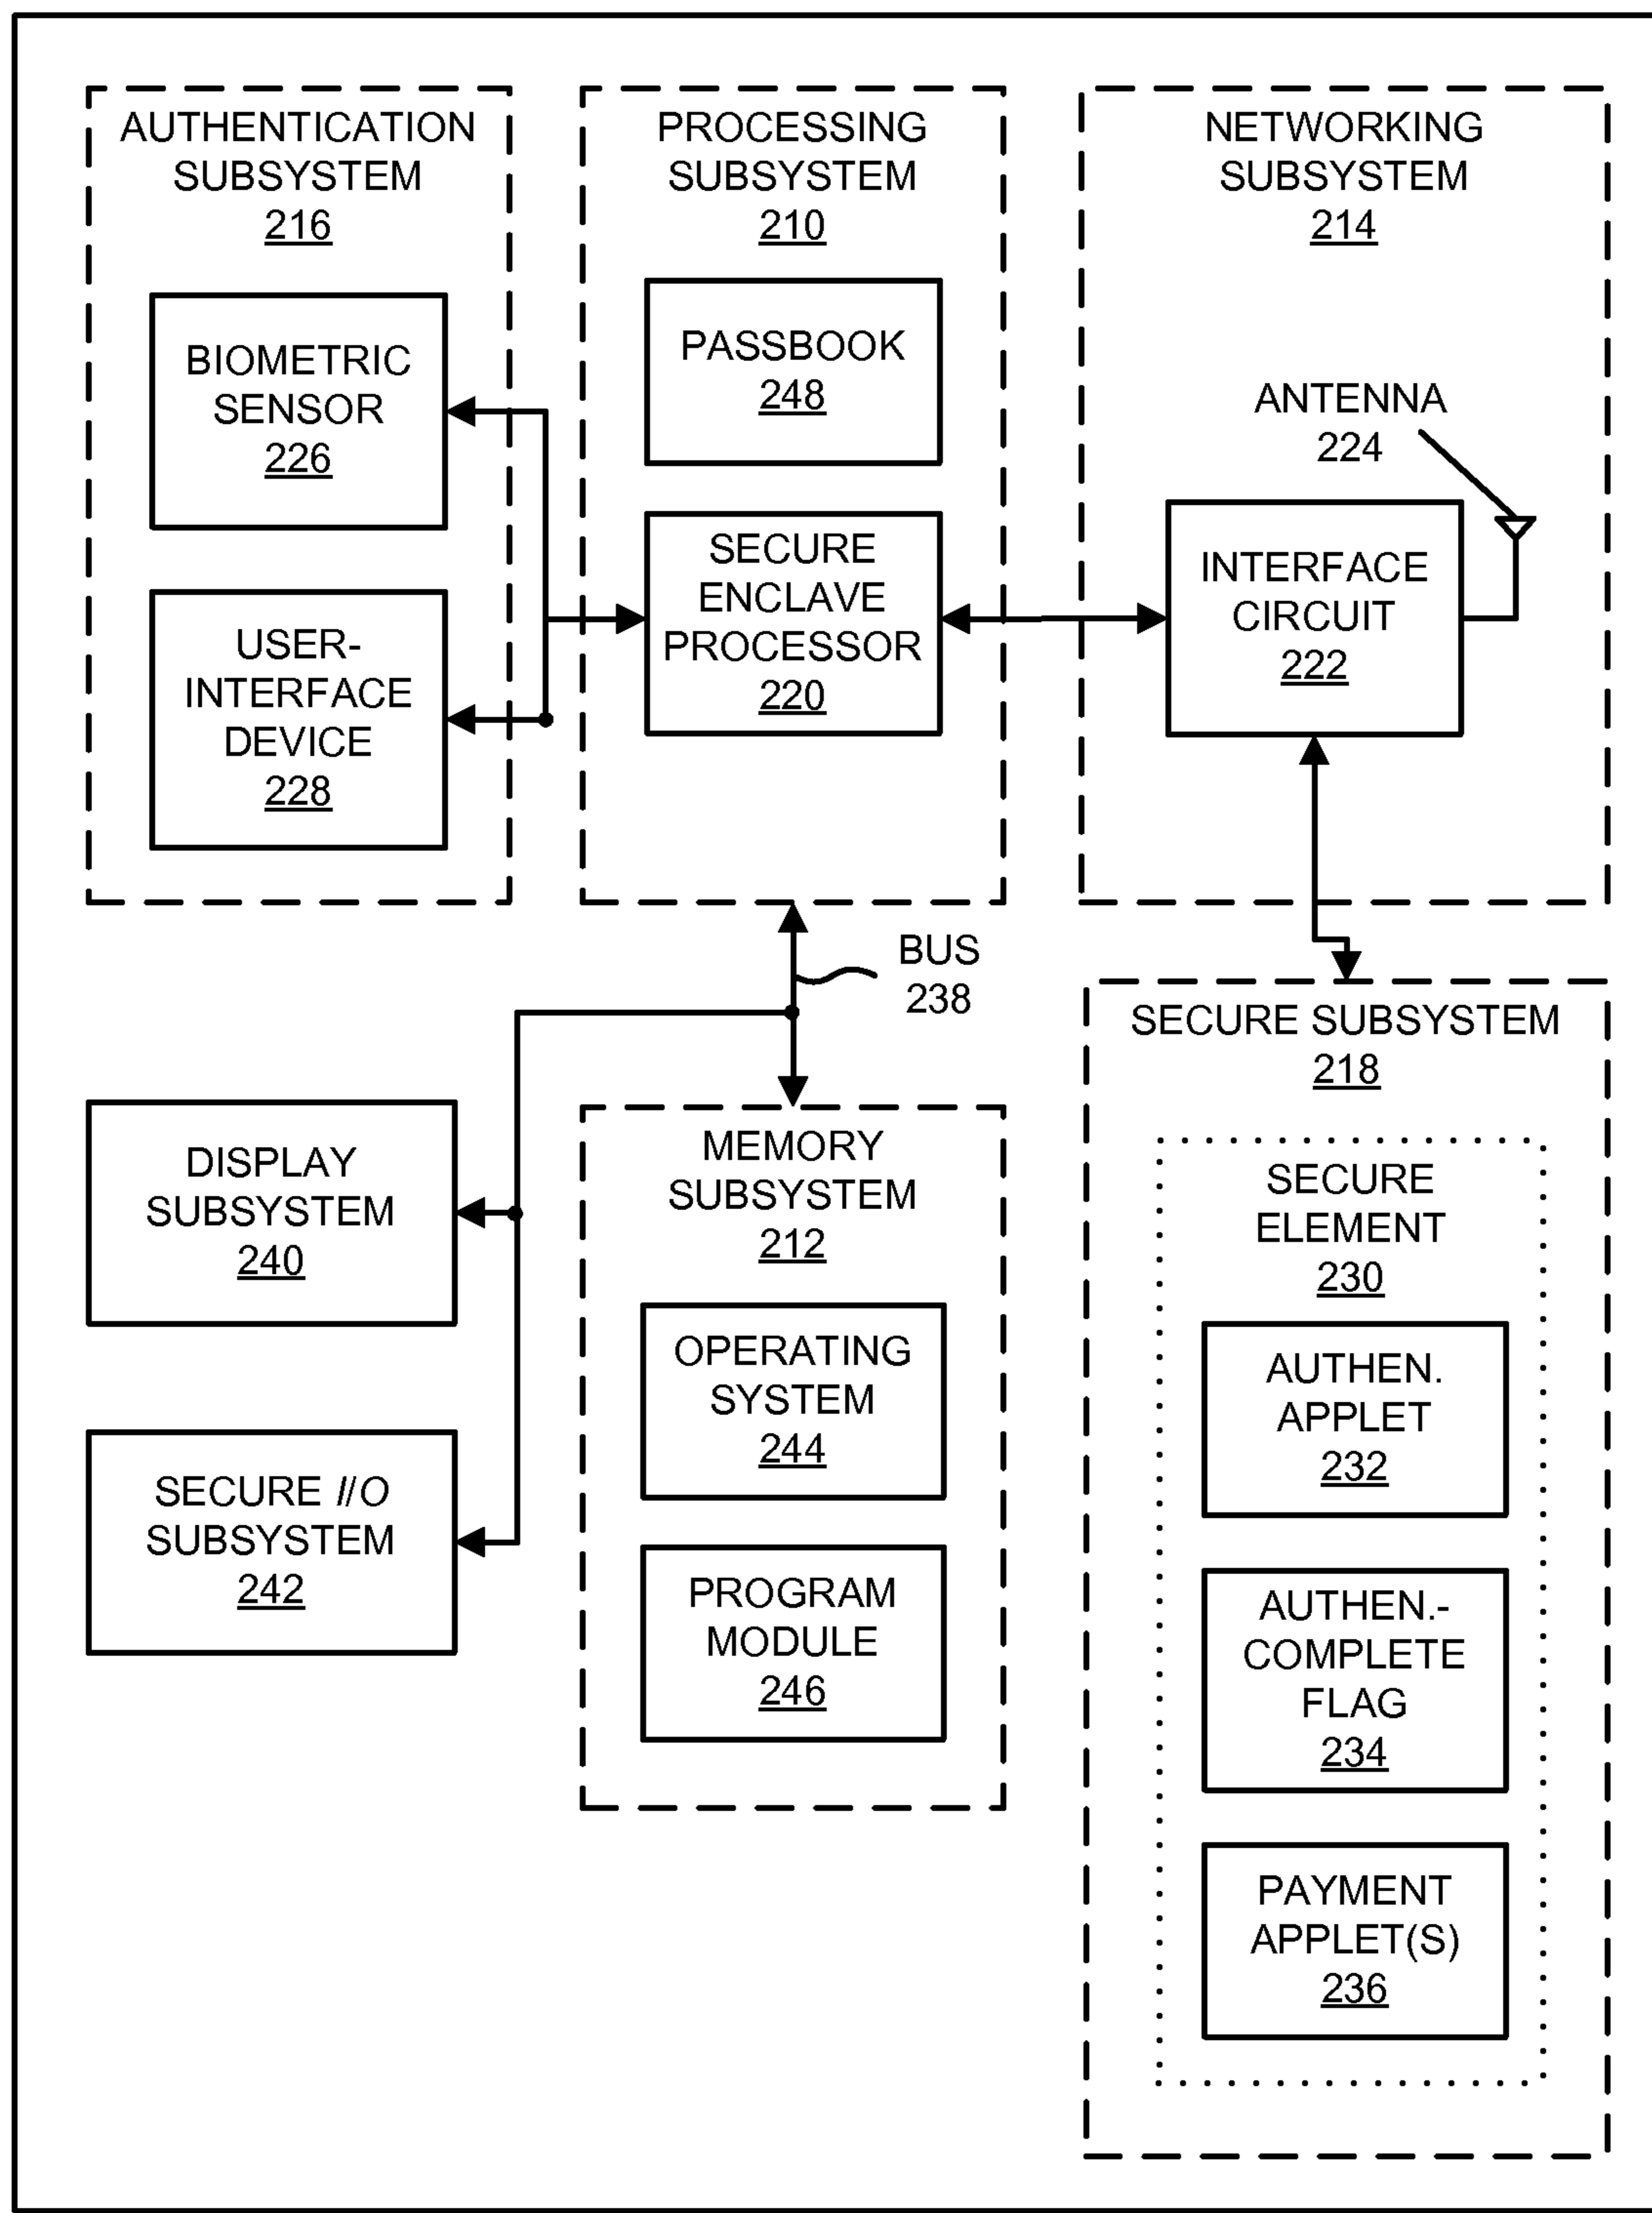 AUTHENTICATION
SUBSYSTEM
216
BIOMETRIC
SENSOR
226
USER-
INTERFACE
DEVICE
228
PROCESSING
SUBSYSTEM
210
PASSBOOK
248
SECURE
ENCLAVE
PROCESSOR
220
NETWORKING
SUBSYSTEM
214
ANTENNA
224
INTERFACE
CIRCUIT
222
BUS
238
DISPLAY
SUBSYSTEM
240
SECURE I/O
SUBSYSTEM
242
MEMORY
SUBSYSTEM
212
OPERATING
SYSTEM
244
PROGRAM
MODULE
246
SECURE SUBSYSTEM
218
SECURE
ELEMENT
230
AUTHEN.
APPLET
232
AUTHEN.-
COMPLETE
FLAG
234
PAYMENT
APPLET(S)
236